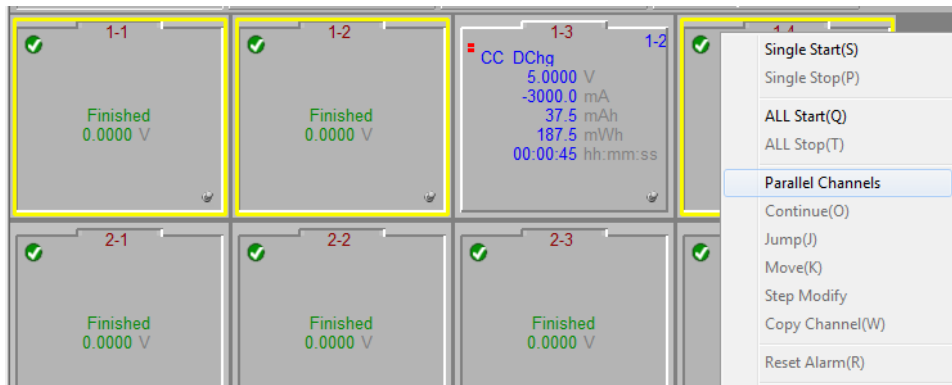 1-1
Finished
0.0000 V
1-2
Finished
0.0000 V
1-3
1-2
CC DChg
5.0000 V
-3000.0 mA
37.5 mAh
187.5 mWh
00:00:45 hh:mm:ss
2-1
Finished
0.0000 V
2-2
Finished
0.0000 V
2-3
Finished
0.0000 V
Single Start(S)
Single Stop(P)
ALL Start(Q)
ALL Stop(T)
Parallel Channels
Continue(O)
Jump(J)
Move(K)
Step Modify
Copy Channel(W)
Reset Alarm(R)